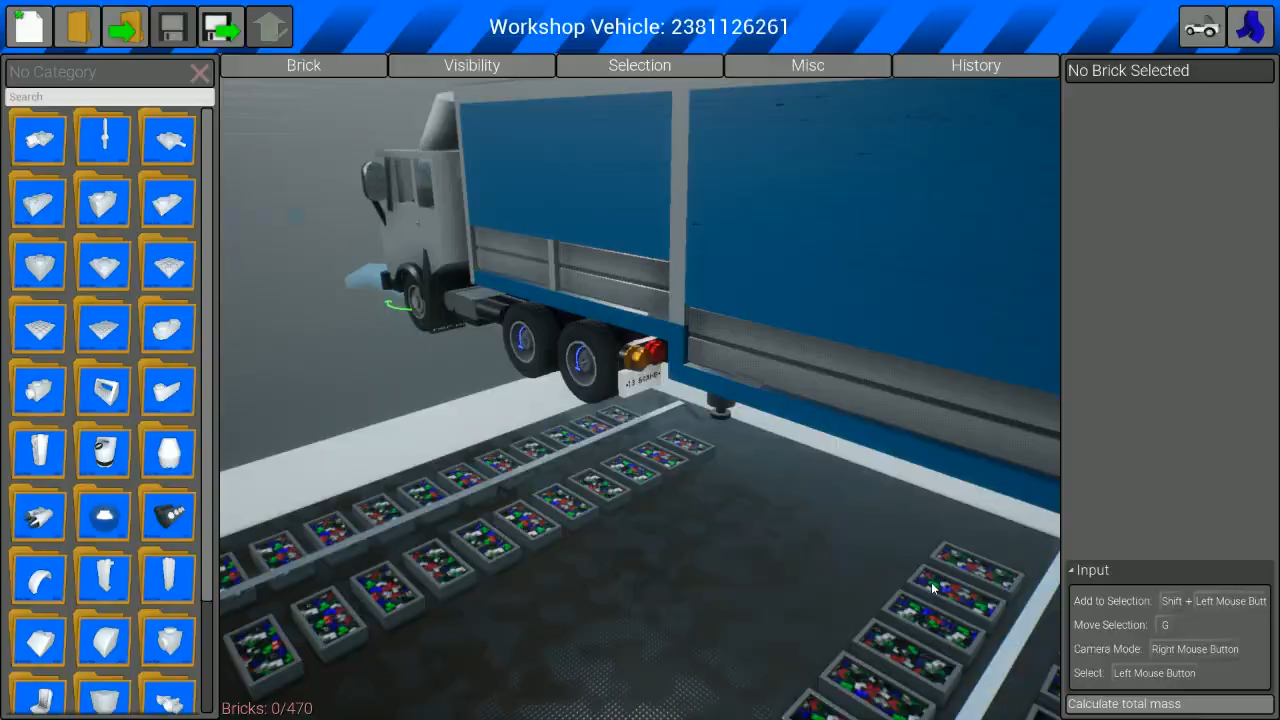 Workshop Vehicle: 2381126261
No Category
Search
Brick
Visibility
Selection
Misc
History
No Brick Selected
Input
Add to Selection: Shift + Left Mouse Butt
Move Selection: G
Camera Mode: Right Mouse Button
Select: Left Mouse Button
Calculate total mass
Bricks: 0/470